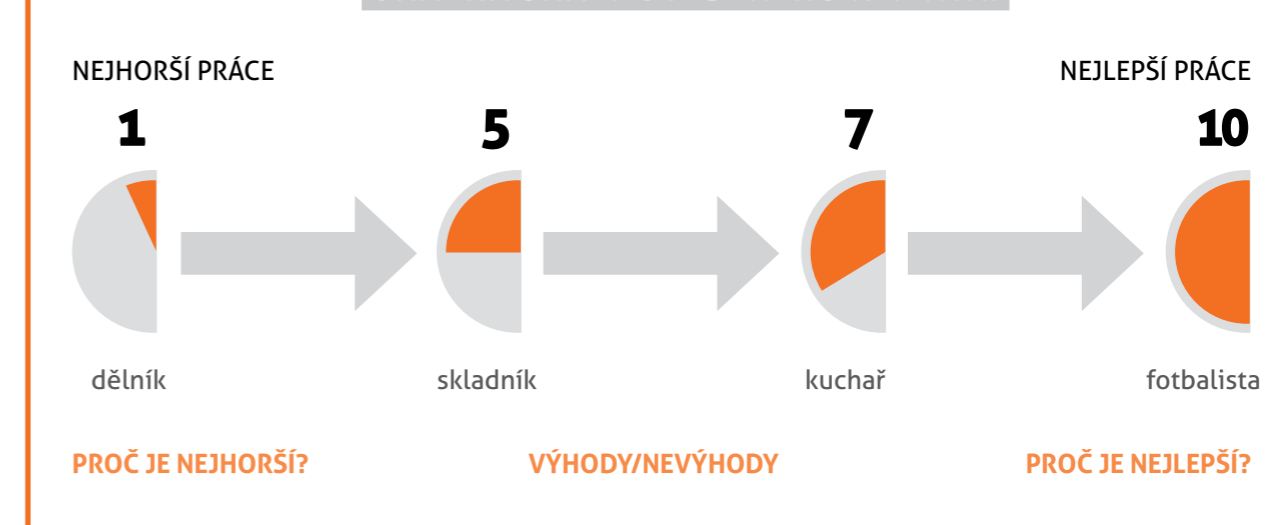 NEJHORŠÍ PRÁCE NEJLEPŠÍ PRÁCE
1 5 7 10
dělník skladník kuchař fotbalista
PROČ JE NEJHORŠÍ? VÝHODY/NEVÝHODY PROČ JE NEJLEPŠÍ?